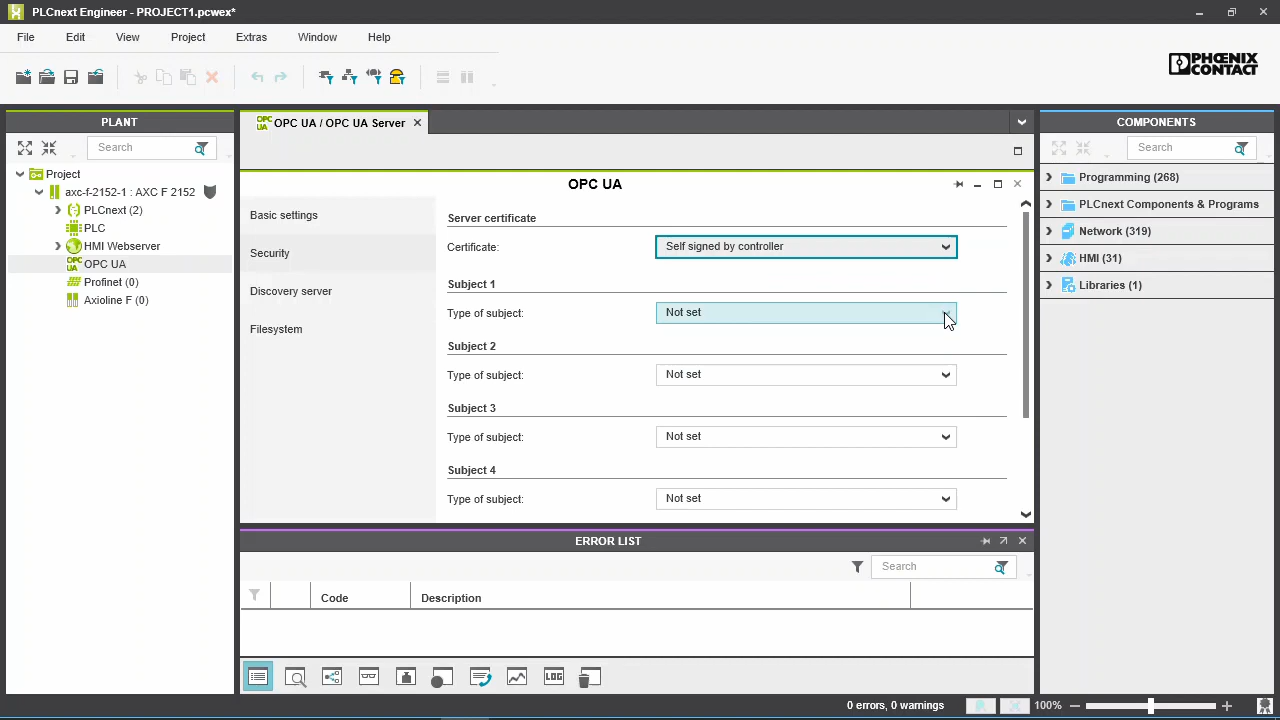 PLCnext Engineer - PROJECT1.pcwex*
File Edit View Project Extras Window Help
PHOENIX
CONTACT
PLANT
Search
Project
axc-f-2152-1 : AXC F 2152
PLCnext (2)
PLC
HMI Webserver
OPC UA
OPC UA
Profinet (0)
Axioline F (0)
OPC UA
OPC UA / OPC UA Server
OPC UA
Basic settings
Security
Discovery server
Filesystem
Server certificate
Certificate: Self signed by controller
Subject 1
Type of subject: Not set
Subject 2
Type of subject: Not set
Subject 3
Type of subject: Not set
Subject 4
Type of subject: Not set
ERROR LIST
Search
Code Description
LOG
COMPONENTS
Search
Programming (268)
PLCnext Components & Programs
Network (319)
HMI (31)
Libraries (1)
0 errors, 0 warnings 100%